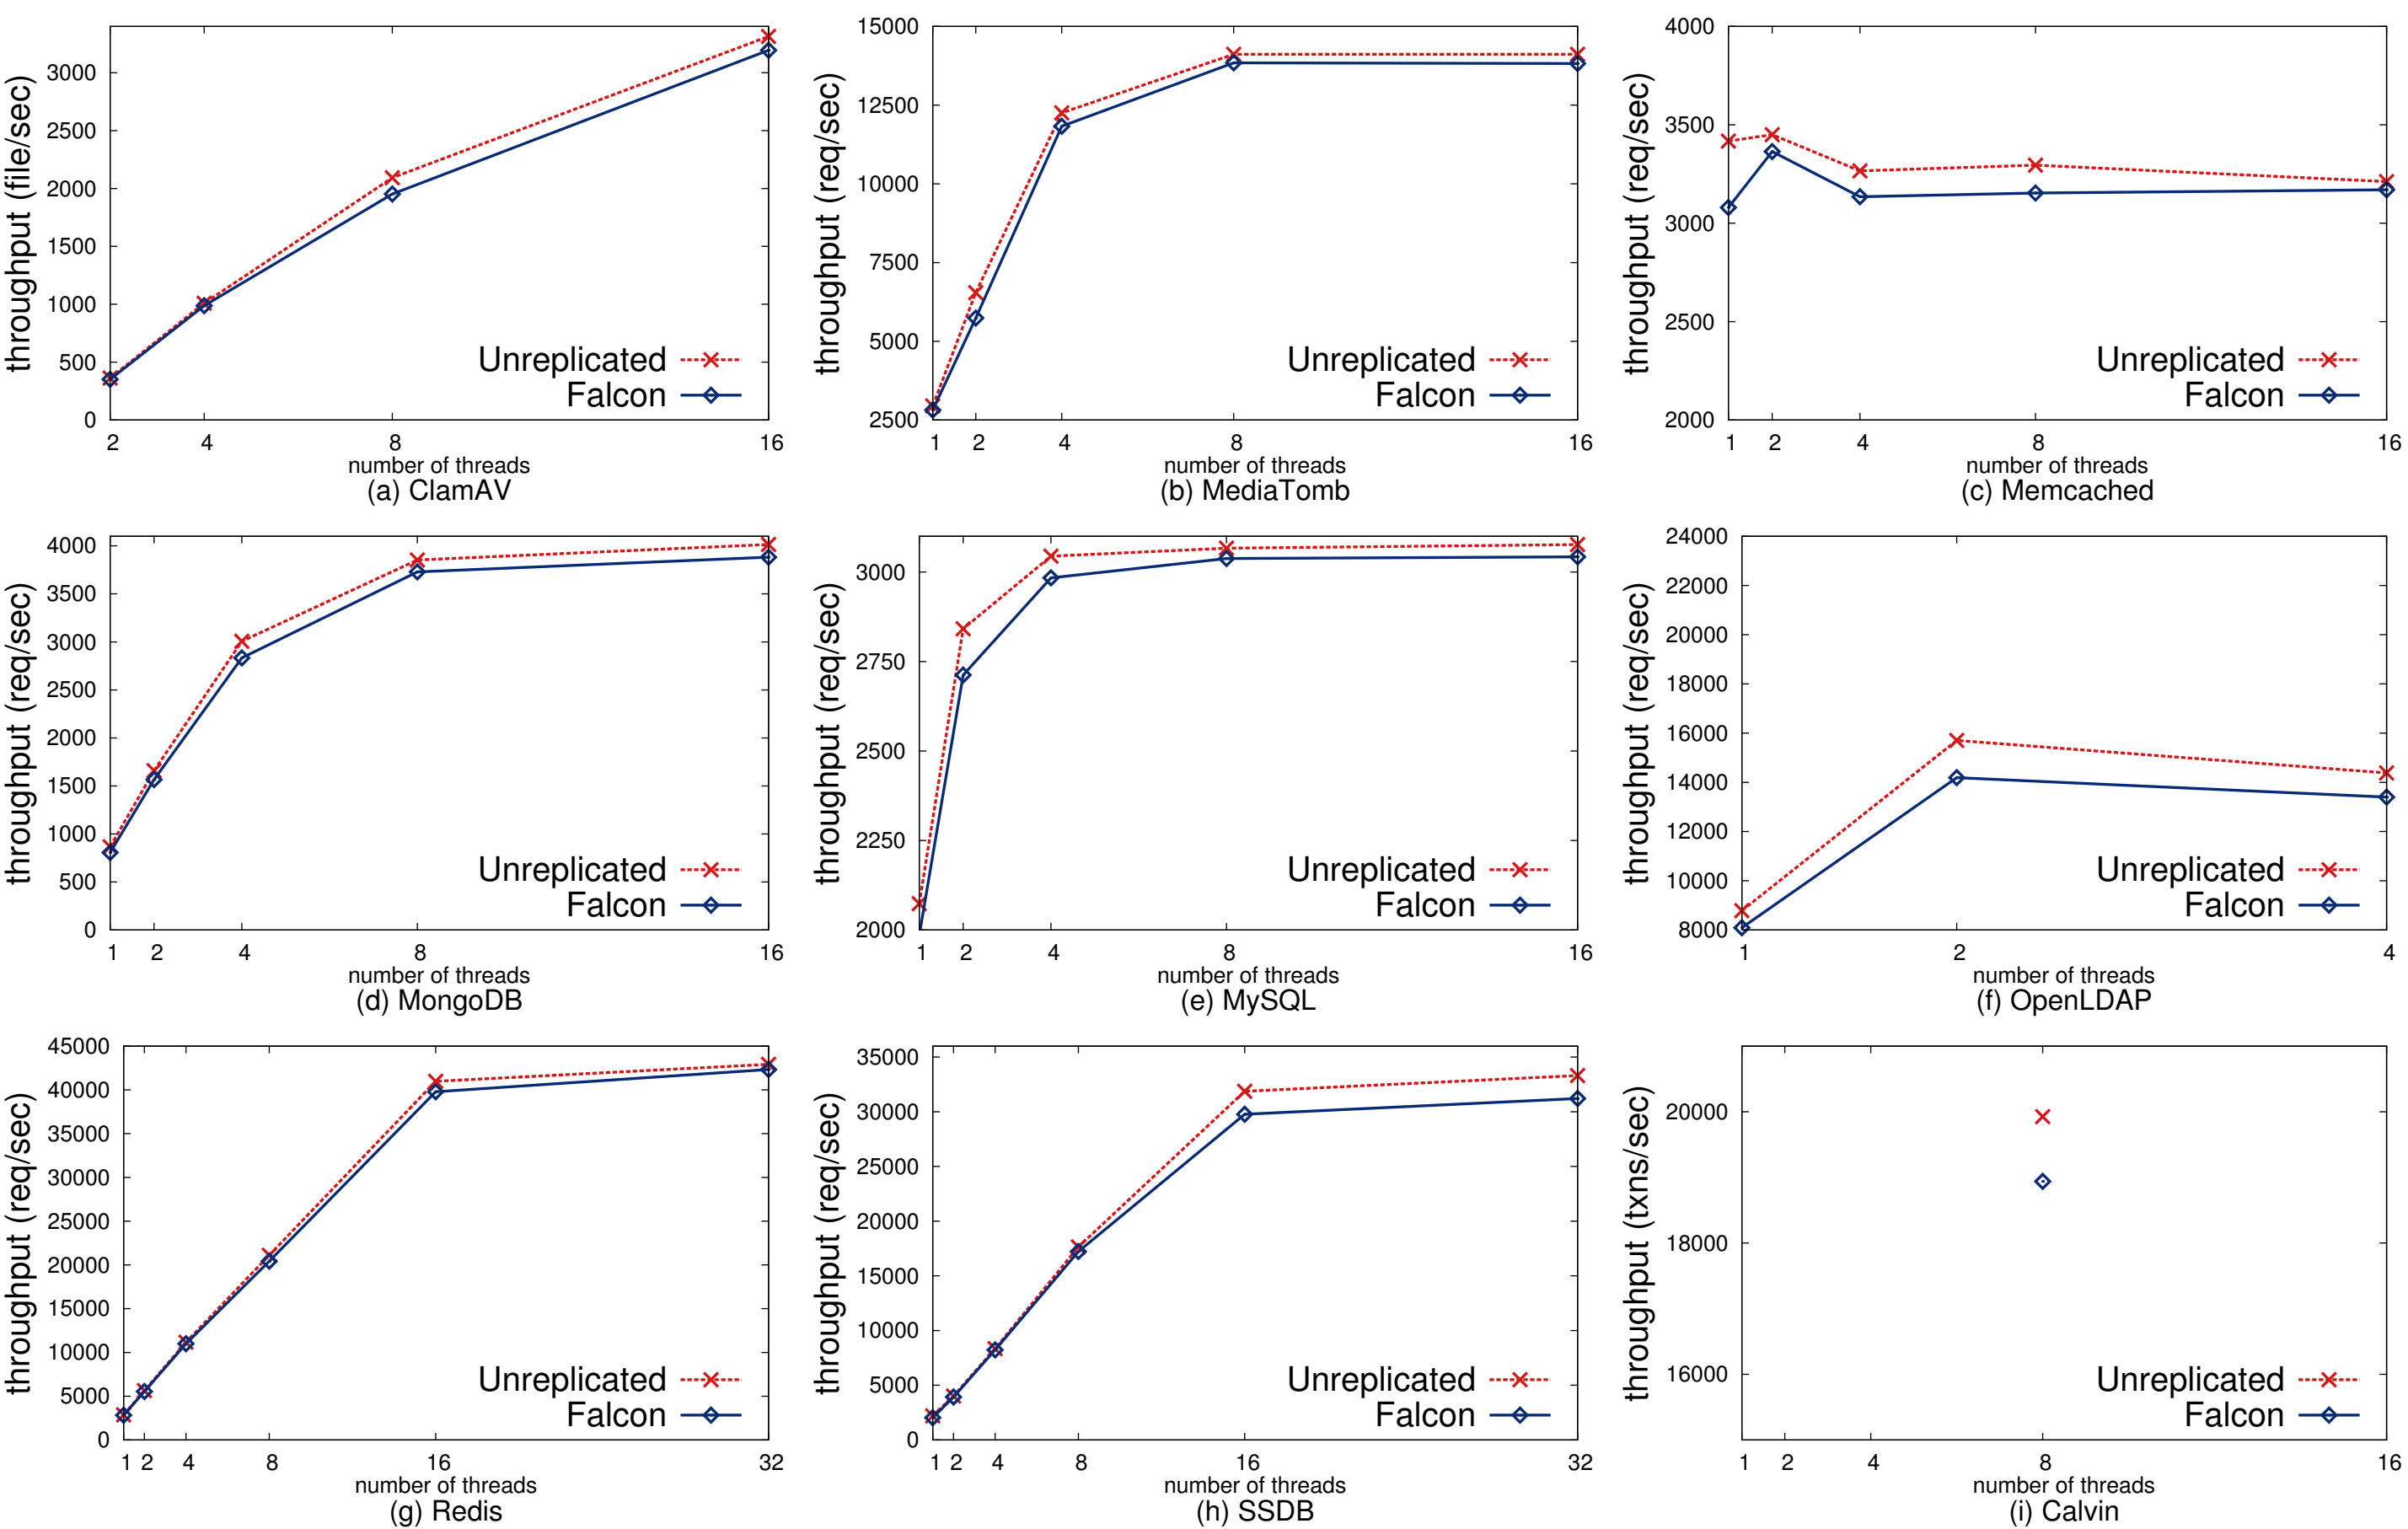 throughput (file/sec)
3000
2500
2000
1500
1000
500
0
2 4 8 16
Unreplicated
Falcon
number of threads
(a) ClamAV
throughput (req/sec)
15000
12500
10000
7500
5000
2500
1 2 4 8 16
Unreplicated
Falcon
number of threads
(b) MediaTomb
throughput (req/sec)
4000
3500
3000
2500
2000
1 2 4 8 16
Unreplicated
Falcon
number of threads
(c) Memcached
throughput (req/sec)
4000
3500
3000
2500
2000
1500
1000
500
0
1 2 4 8 16
Unreplicated
Falcon
number of threads
(d) MongoDB
throughput (req/sec)
3000
2750
2500
2250
2000
1 2 4 8 16
Unreplicated
Falcon
number of threads
(e) MySQL
throughput (req/sec)
24000
22000
20000
18000
16000
14000
12000
10000
8000
1 2 4
Unreplicated
Falcon
number of threads
(f) OpenLDAP
throughput (req/sec)
45000
40000
35000
30000
25000
20000
15000
10000
5000
0
1 2 4 8 16 32
Unreplicated
Falcon
number of threads
(g) Redis
throughput (req/sec)
35000
30000
25000
20000
15000
10000
5000
0
1 2 4 8 16 32
Unreplicated
Falcon
number of threads
(h) SSDB
throughput (txns/sec)
20000
18000
16000
1 2 4 8 16
Unreplicated
Falcon
number of threads
(i) Calvin